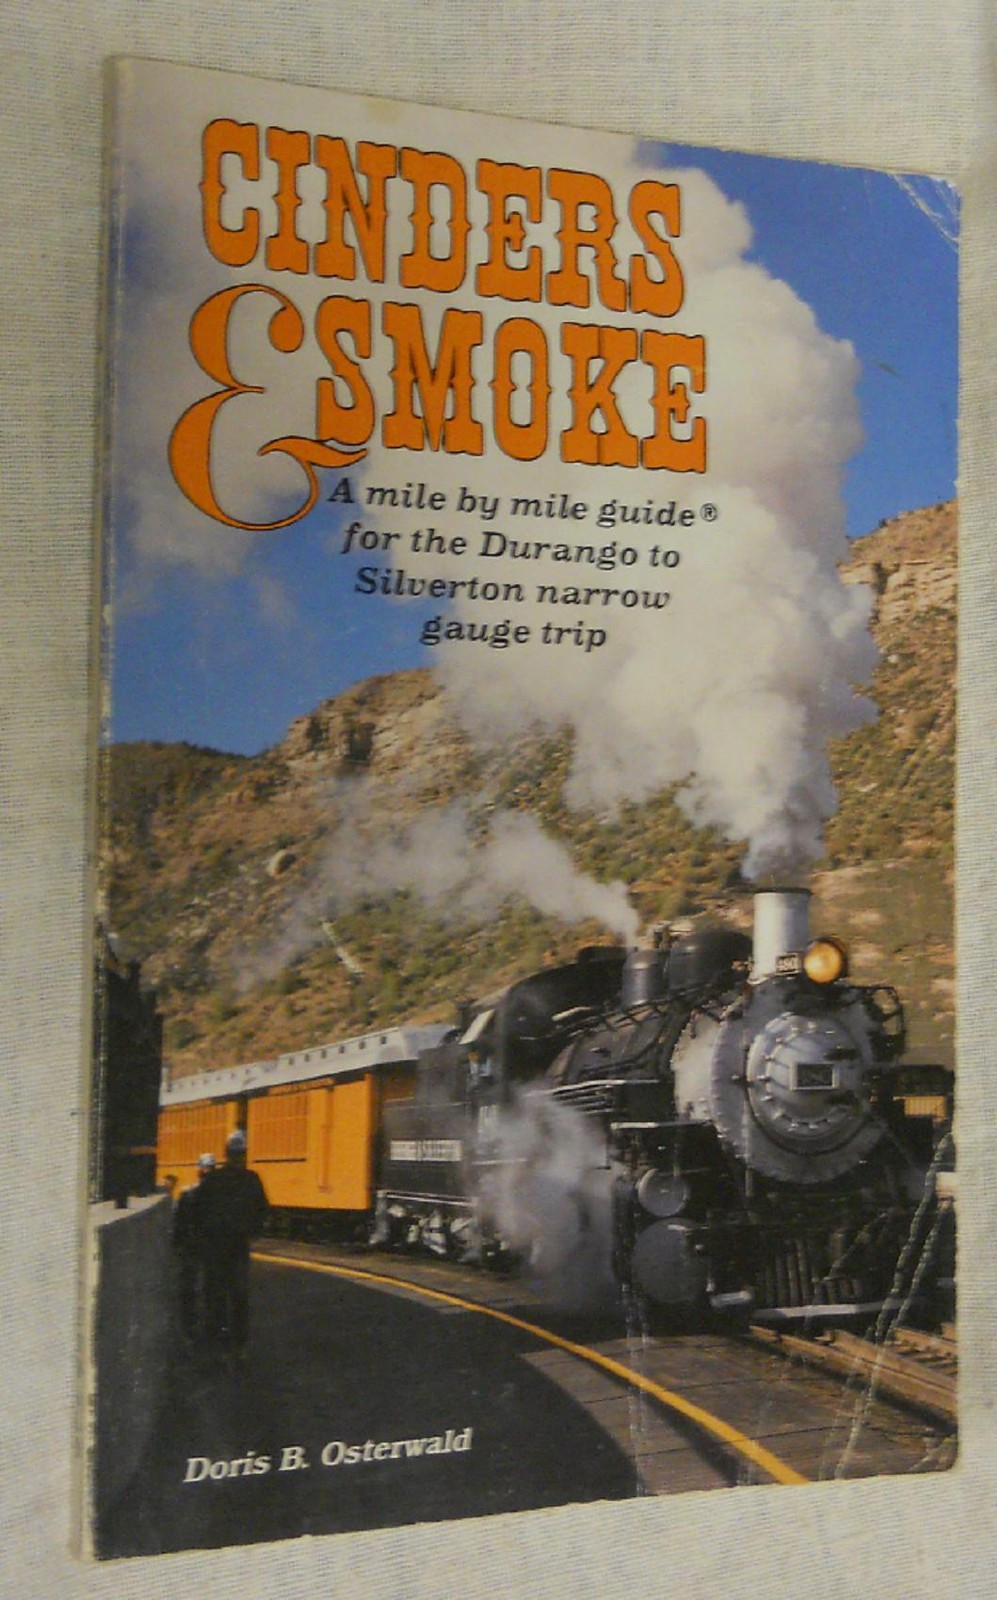 CINDERS
& SMOKE
A mile by mile guide®
for the Durango to
Silverton narrow
gauge trip
Doris B. Osterwald